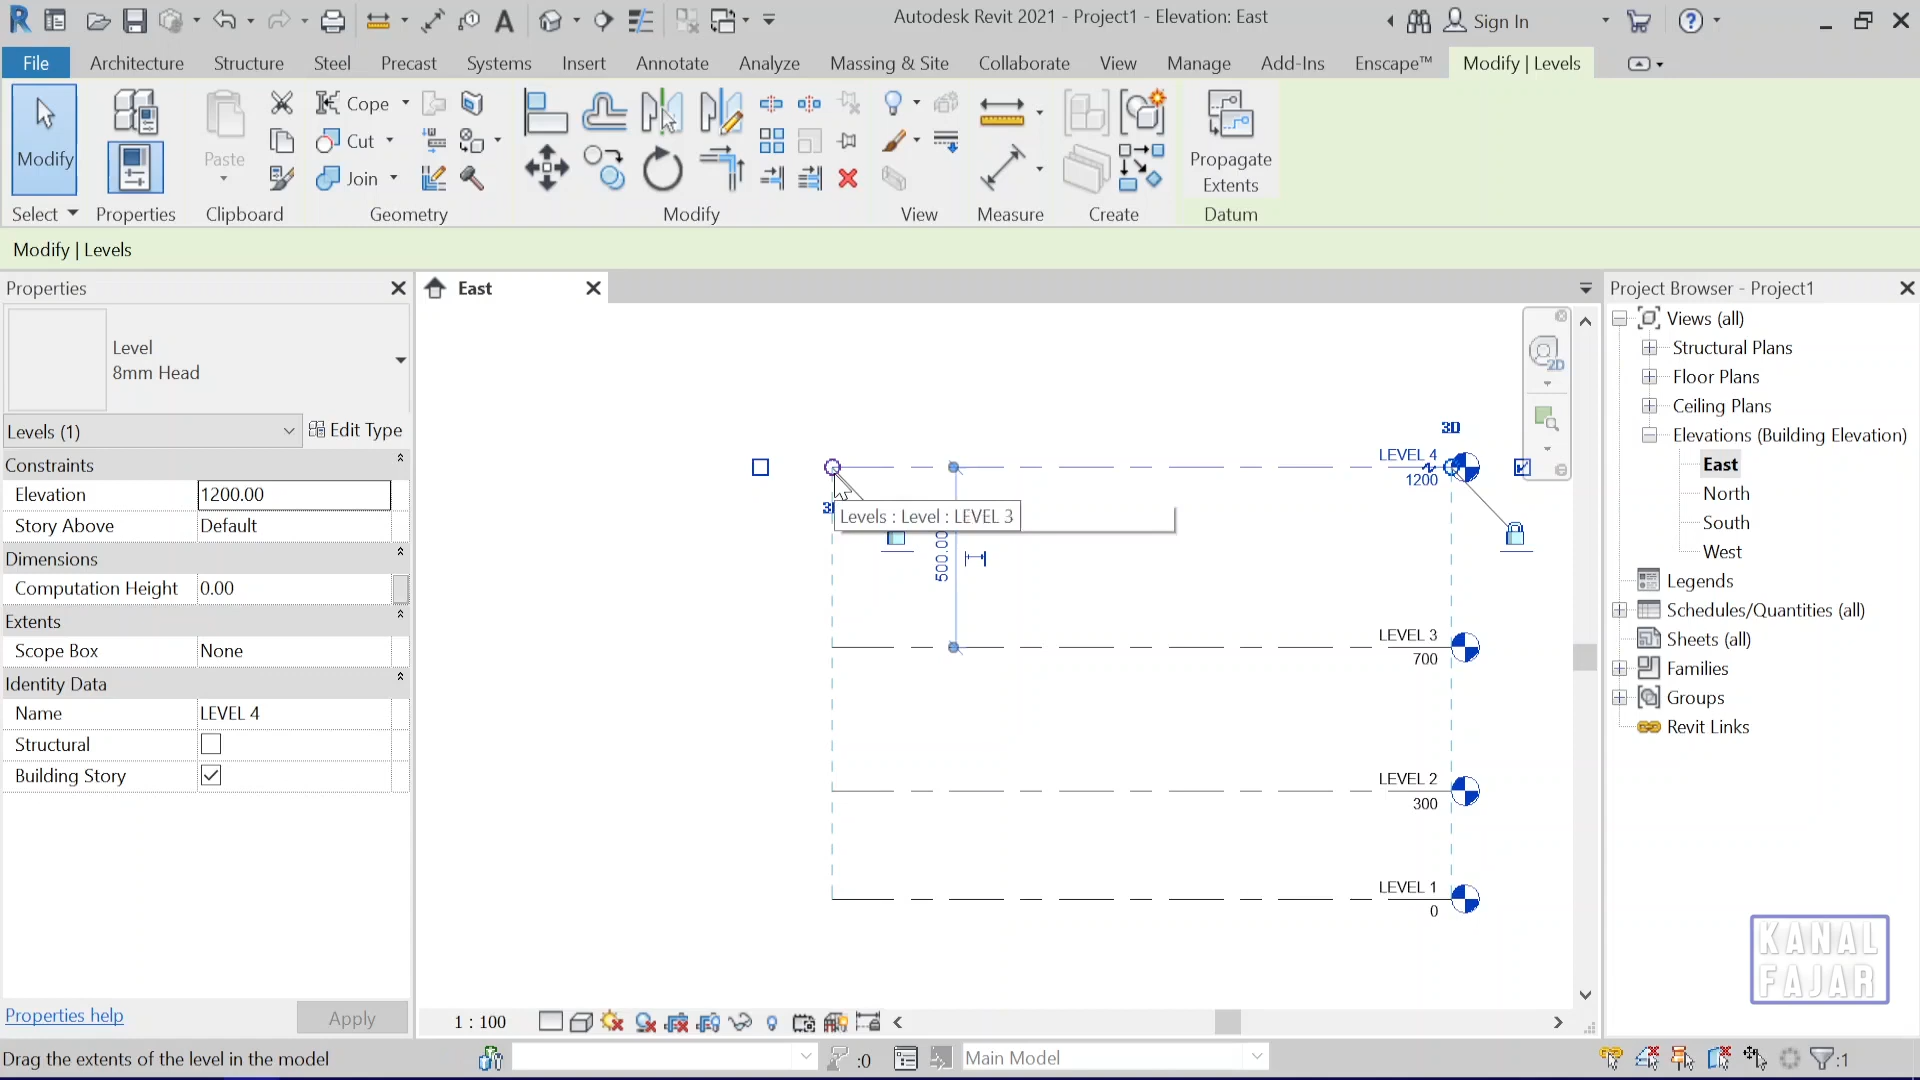 Autodesk Revit 2021 - Project1 - Elevation: East
Sign In
File
Architecture
Structure
Steel
Precast
Systems
Insert
Annotate
Analyze
Massing & Site
Collaborate
View
Manage
Add-Ins
Enscape™
Modify | Levels
Modify
Select
Properties
Paste
Clipboard
Cope
Cut
Join
Geometry
Modify
View
Measure
Create
Propagate
Extents
Datum
Modify | Levels
Properties
Level
8mm Head
Levels (1)
Edit Type
Constraints
Elevation 1200.00
Story Above Default
Dimensions
Computation Height 0.00
Extents
Scope Box None
Identity Data
Name LEVEL 4
Structural
Building Story
Properties help
Apply
East
2D
3D
LEVEL 4
1200
Levels : Level : LEVEL 3
500.00
LEVEL 3
700
LEVEL 2
300
LEVEL 1
0
1 : 100
Project Browser - Project1
Views (all)
Structural Plans
Floor Plans
Ceiling Plans
Elevations (Building Elevation)
East
North
South
West
Legends
Schedules/Quantities (all)
Sheets (all)
Families
Groups
Revit Links
KANAL
FAJAR
Drag the extents of the level in the model
:0
Main Model
:1